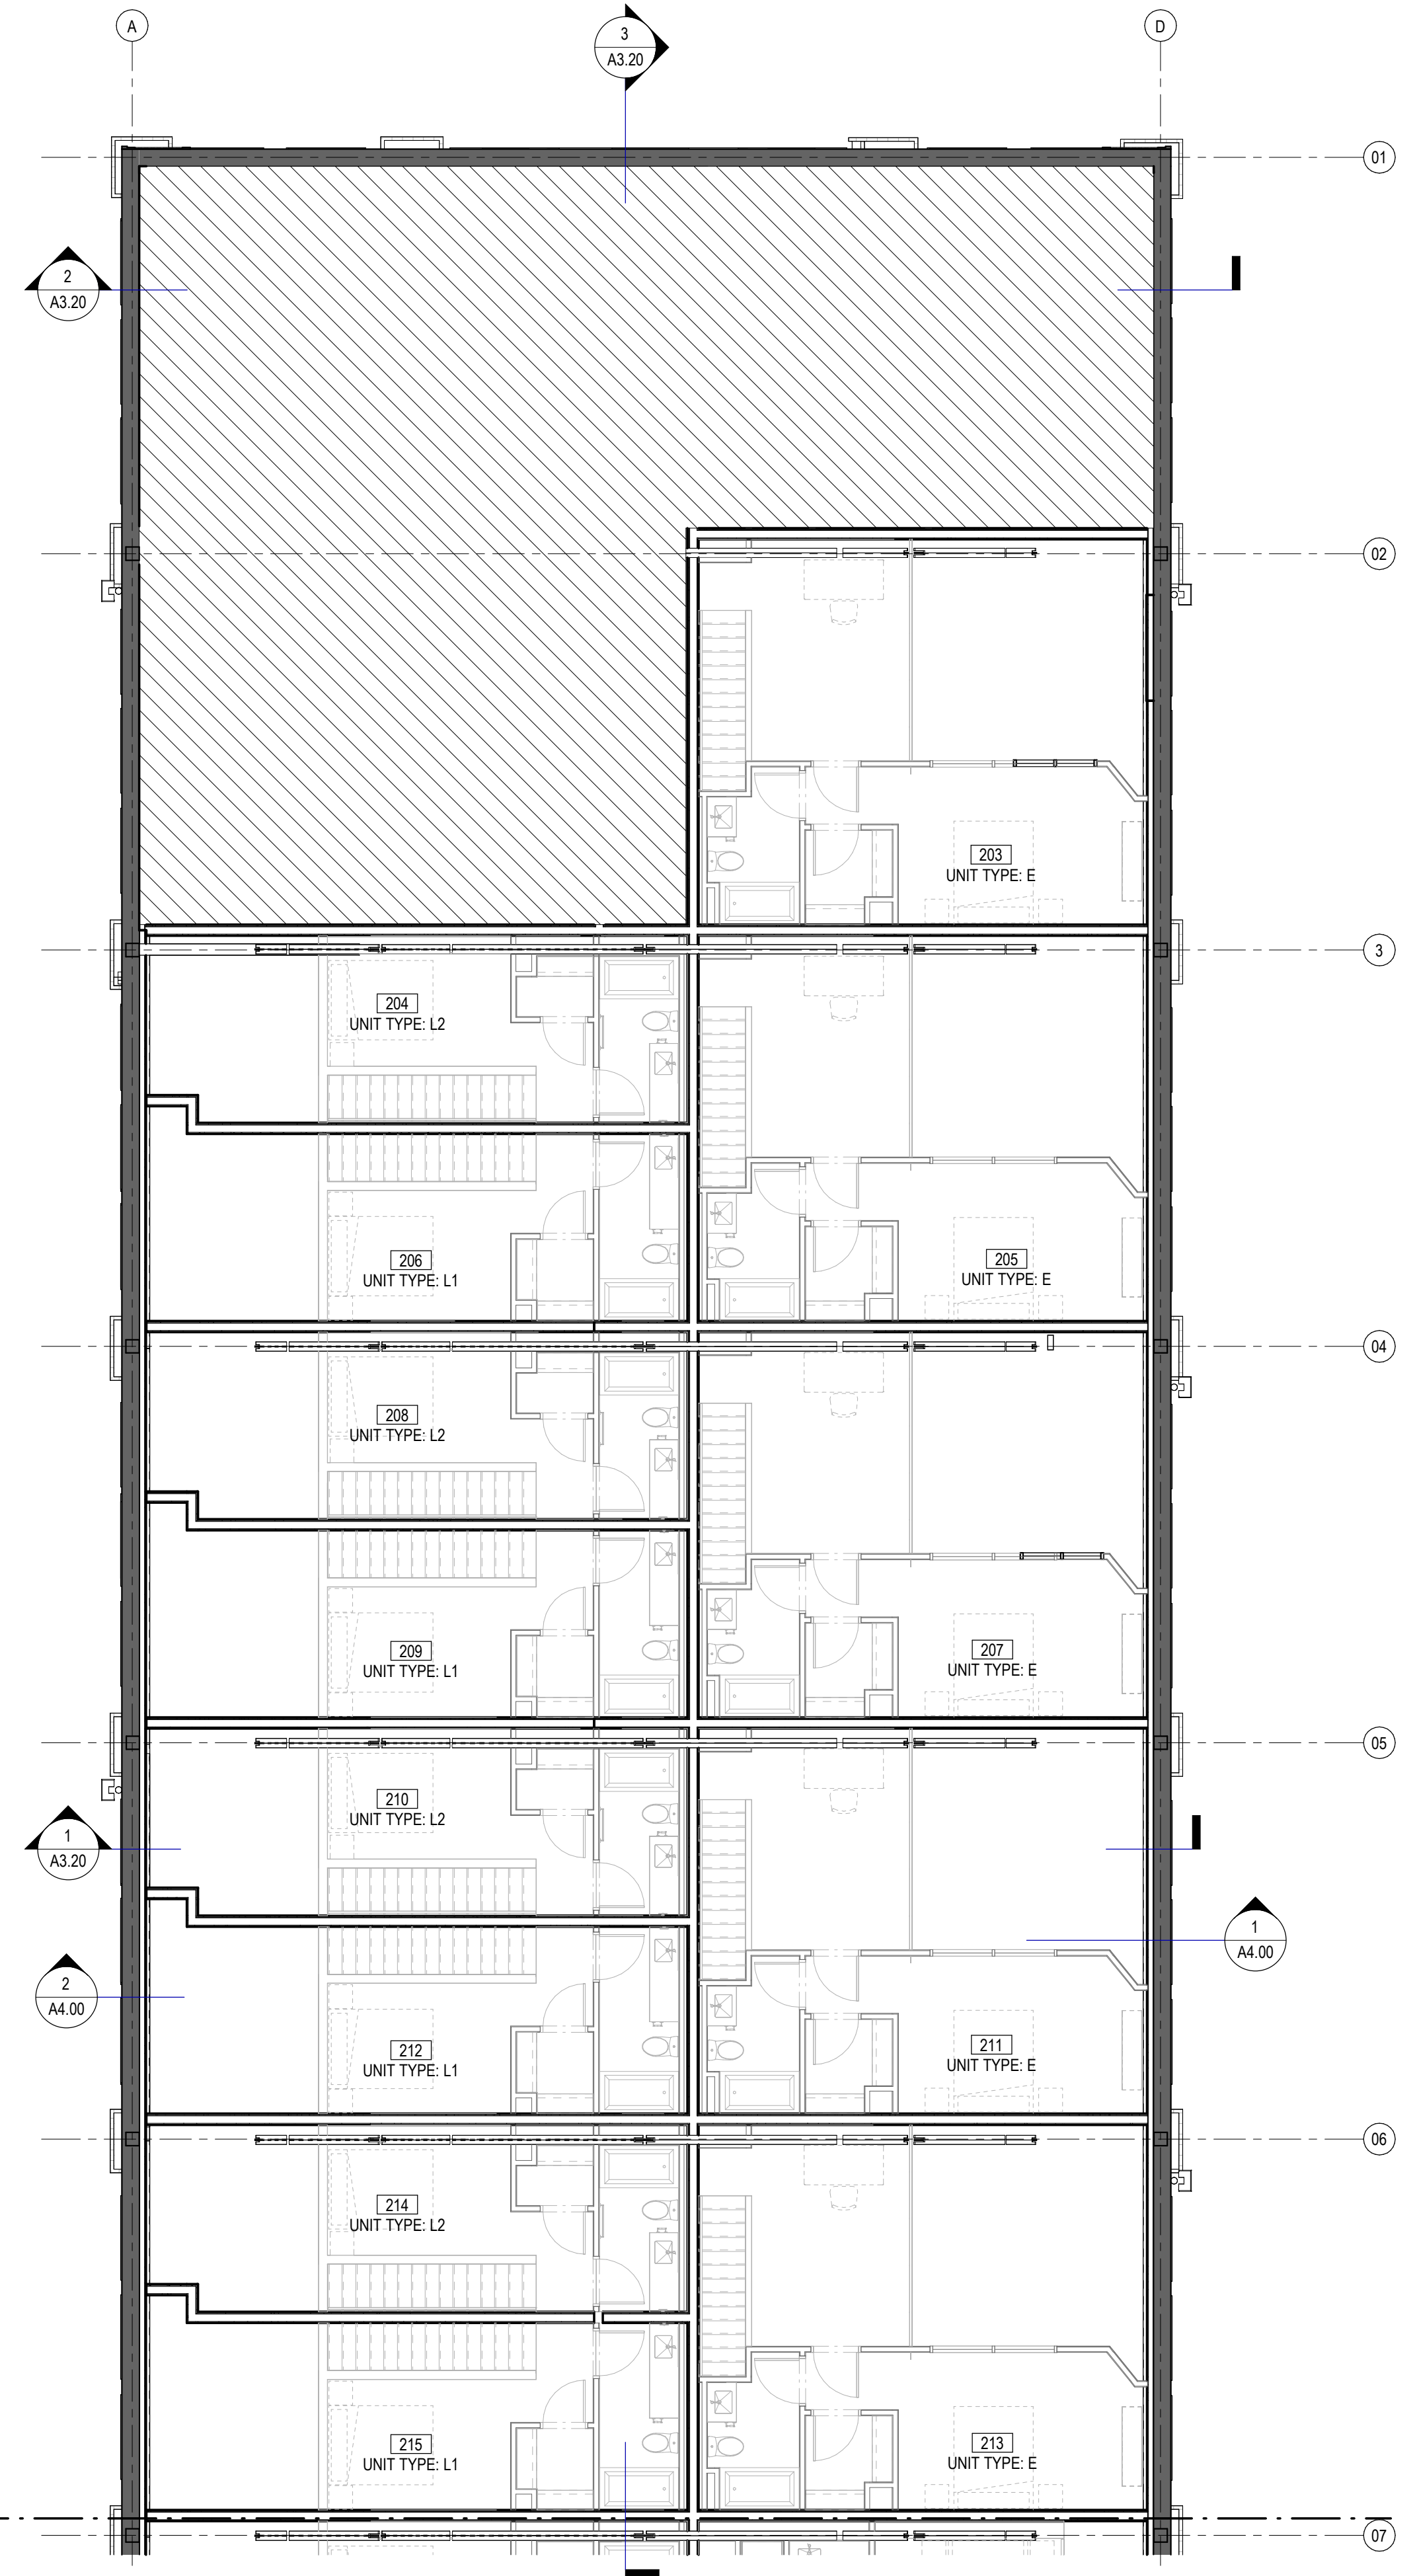 A
3
A3.20
D
01
2
A3.20
02
203
UNIT TYPE: E
3
204
UNIT TYPE: L2
206
UNIT TYPE: L1
205
UNIT TYPE: E
04
208
UNIT TYPE: L2
209
UNIT TYPE: L1
207
UNIT TYPE: E
05
210
UNIT TYPE: L2
1
A3.20
1
A4.00
2
A4.00
212
UNIT TYPE: L1
211
UNIT TYPE: E
06
214
UNIT TYPE: L2
215
UNIT TYPE: L1
213
UNIT TYPE: E
07